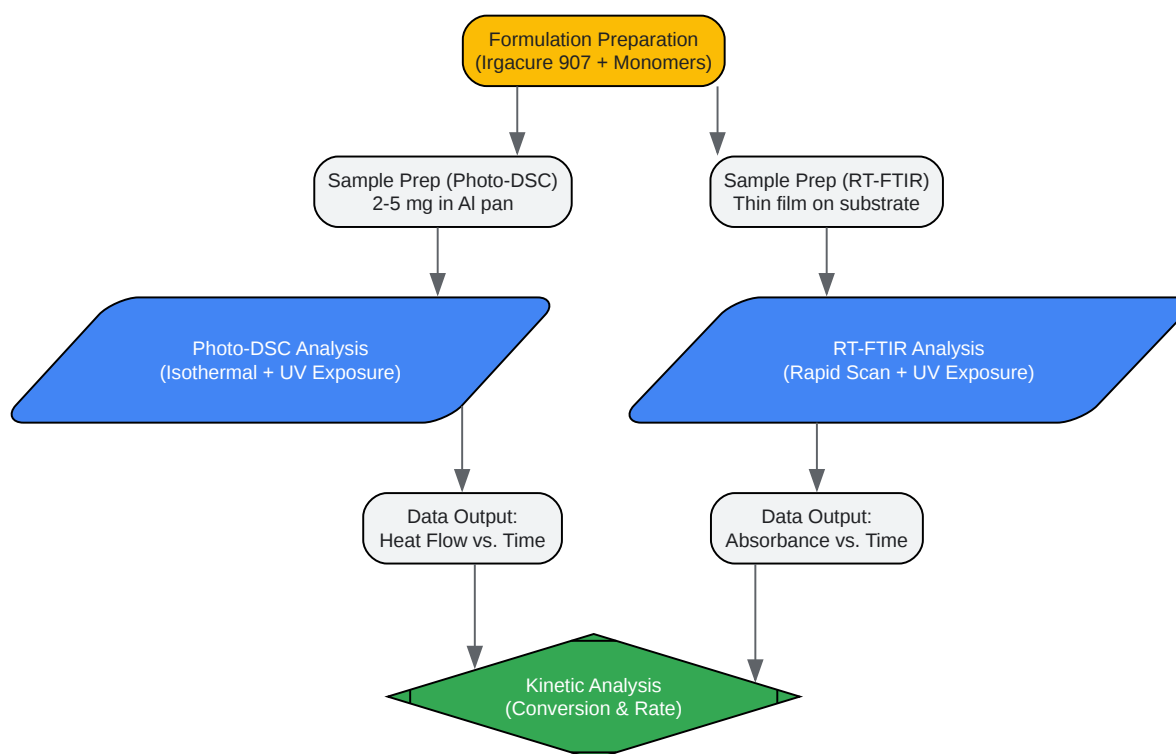 Formulation Preparation
(Irgacure 907 + Monomers)
Sample Prep (Photo-DSC)
2-5 mg in Al pan
Sample Prep (RT-FTIR)
Thin film on substrate
Photo-DSC Analysis
(Isothermal + UV Exposure)
RT-FTIR Analysis
(Rapid Scan + UV Exposure)
Data Output:
Heat Flow vs. Time
Data Output:
Absorbance vs. Time
Kinetic Analysis
(Conversion & Rate)